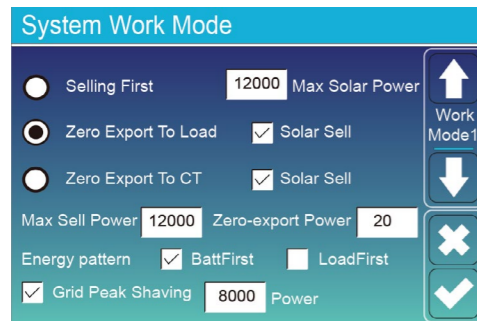 System Work Mode
Selling First 12000 Max Solar Power
Work
Mode1
Zero Export To Load Solar Sell
Zero Export To CT Solar Sell
Max Sell Power 12000 Zero-export Power 20
Energy pattern BattFirst LoadFirst
Grid Peak Shaving 8000 Power